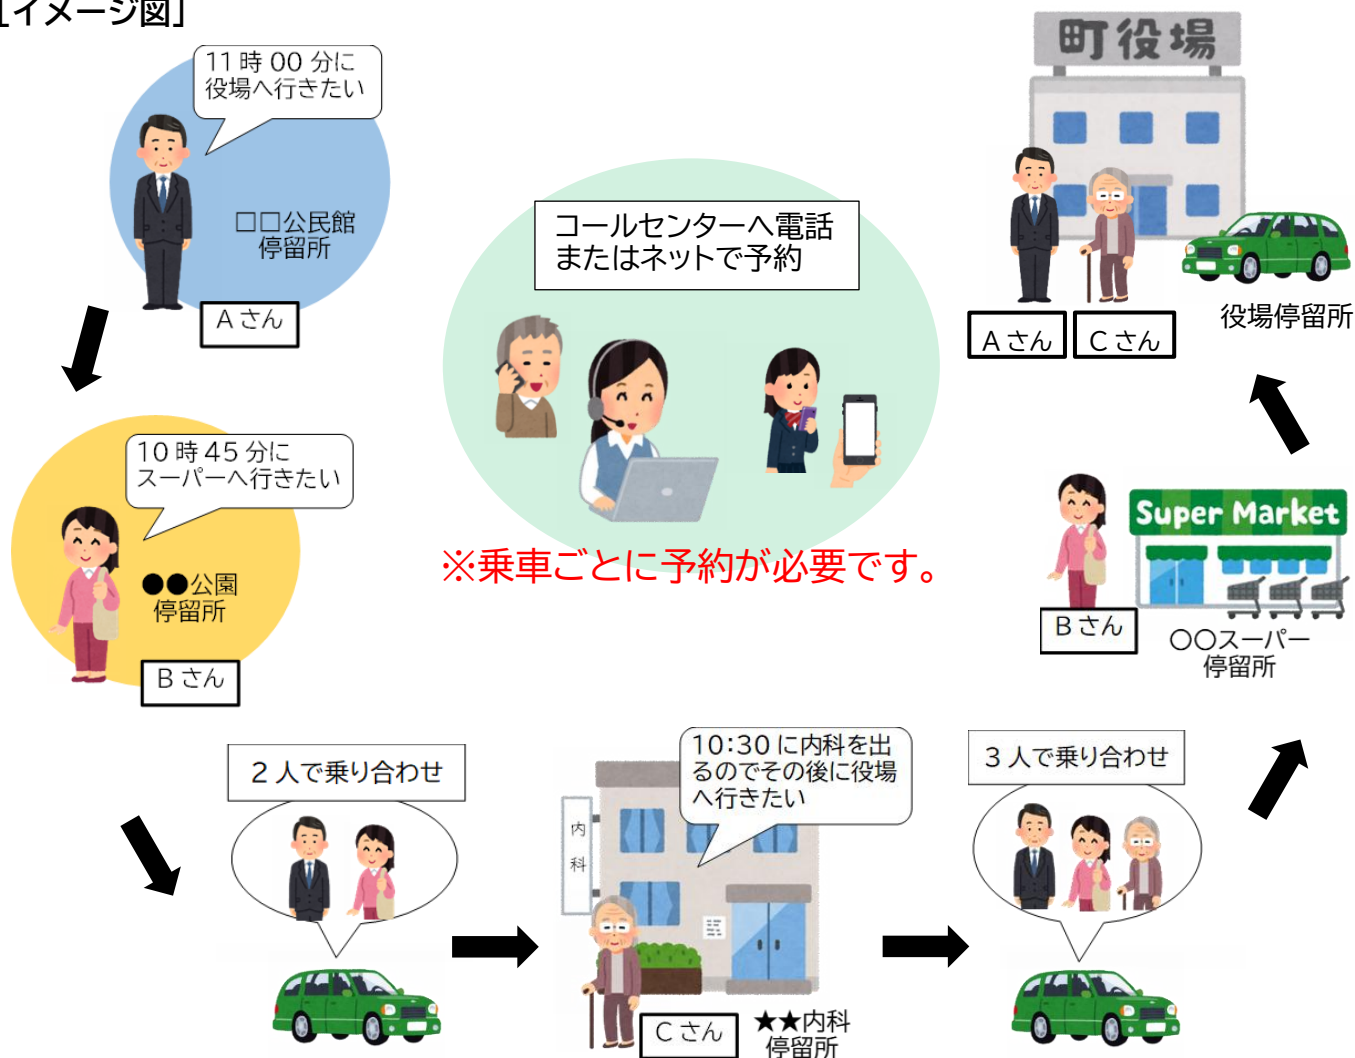 [イメージ図]
11時00分に
役場へ行きたい
□□公民館
停留所
Aさん
10時45分に
スーパーへ行きたい
●●公園
停留所
Bさん
コールセンターへ電話
またはネットで予約
※乗車ごとに予約が必要です。
2人で乗り合わせ
10:30に内科を出
るのでその後に役場
へ行きたい
内科
Cさん
★★内科
停留所
3人で乗り合わせ
Super Market
Bさん
〇〇スーパー
停留所
町役場
Aさん
Cさん
役場停留所